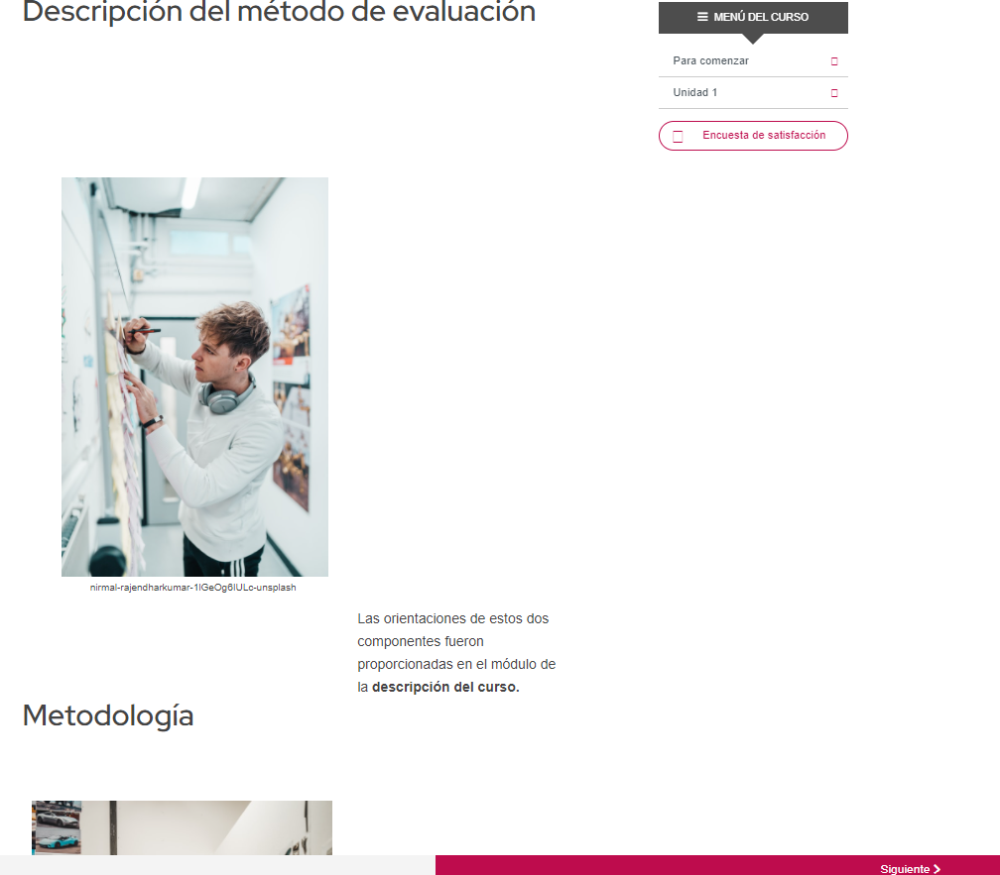 Descripción del método de evaluación
MENÚ DEL CURSO
Para comenzar
Unidad 1
Encuesta de satisfacción
nirmal-rajendharkumar-1lGeOg6lULc-unsplash
Las orientaciones de estos dos
componentes fueron
proporcionadas en el módulo de
la descripción del curso.
Metodología
Siguiente